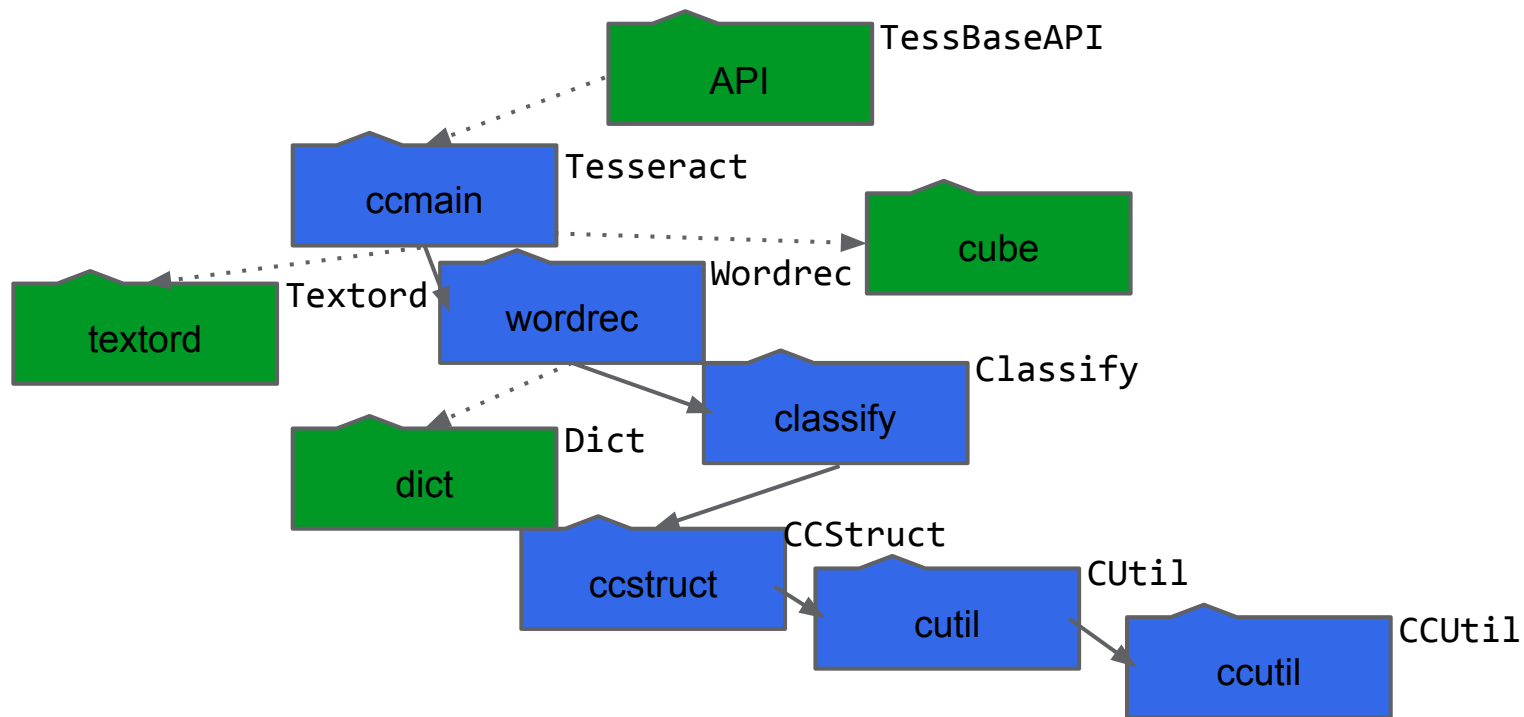 TessBaseAPI
API
Tesseract
ccmain
cube
Wordrec
Textord
wordrec
textord
Classify
classify
Dict
dict
CCStruct
ccstruct
CUtil
cutil
CCUtil
ccutil